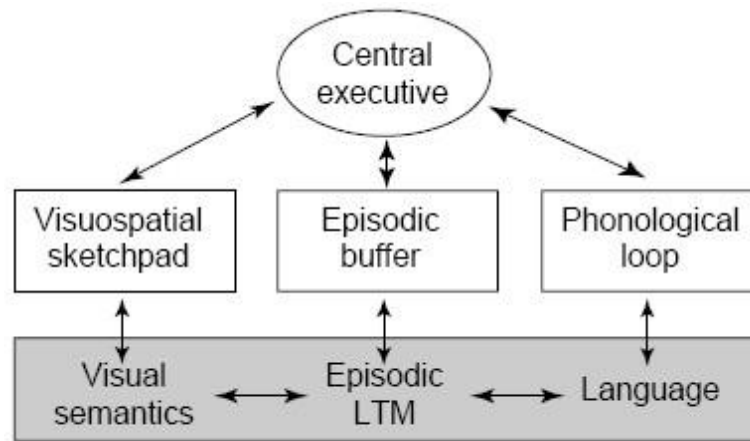 Central
executive
Visuospatial
sketchpad
Episodic
buffer
Phonological
loop
Visual
semantics
Episodic
LTM
Language